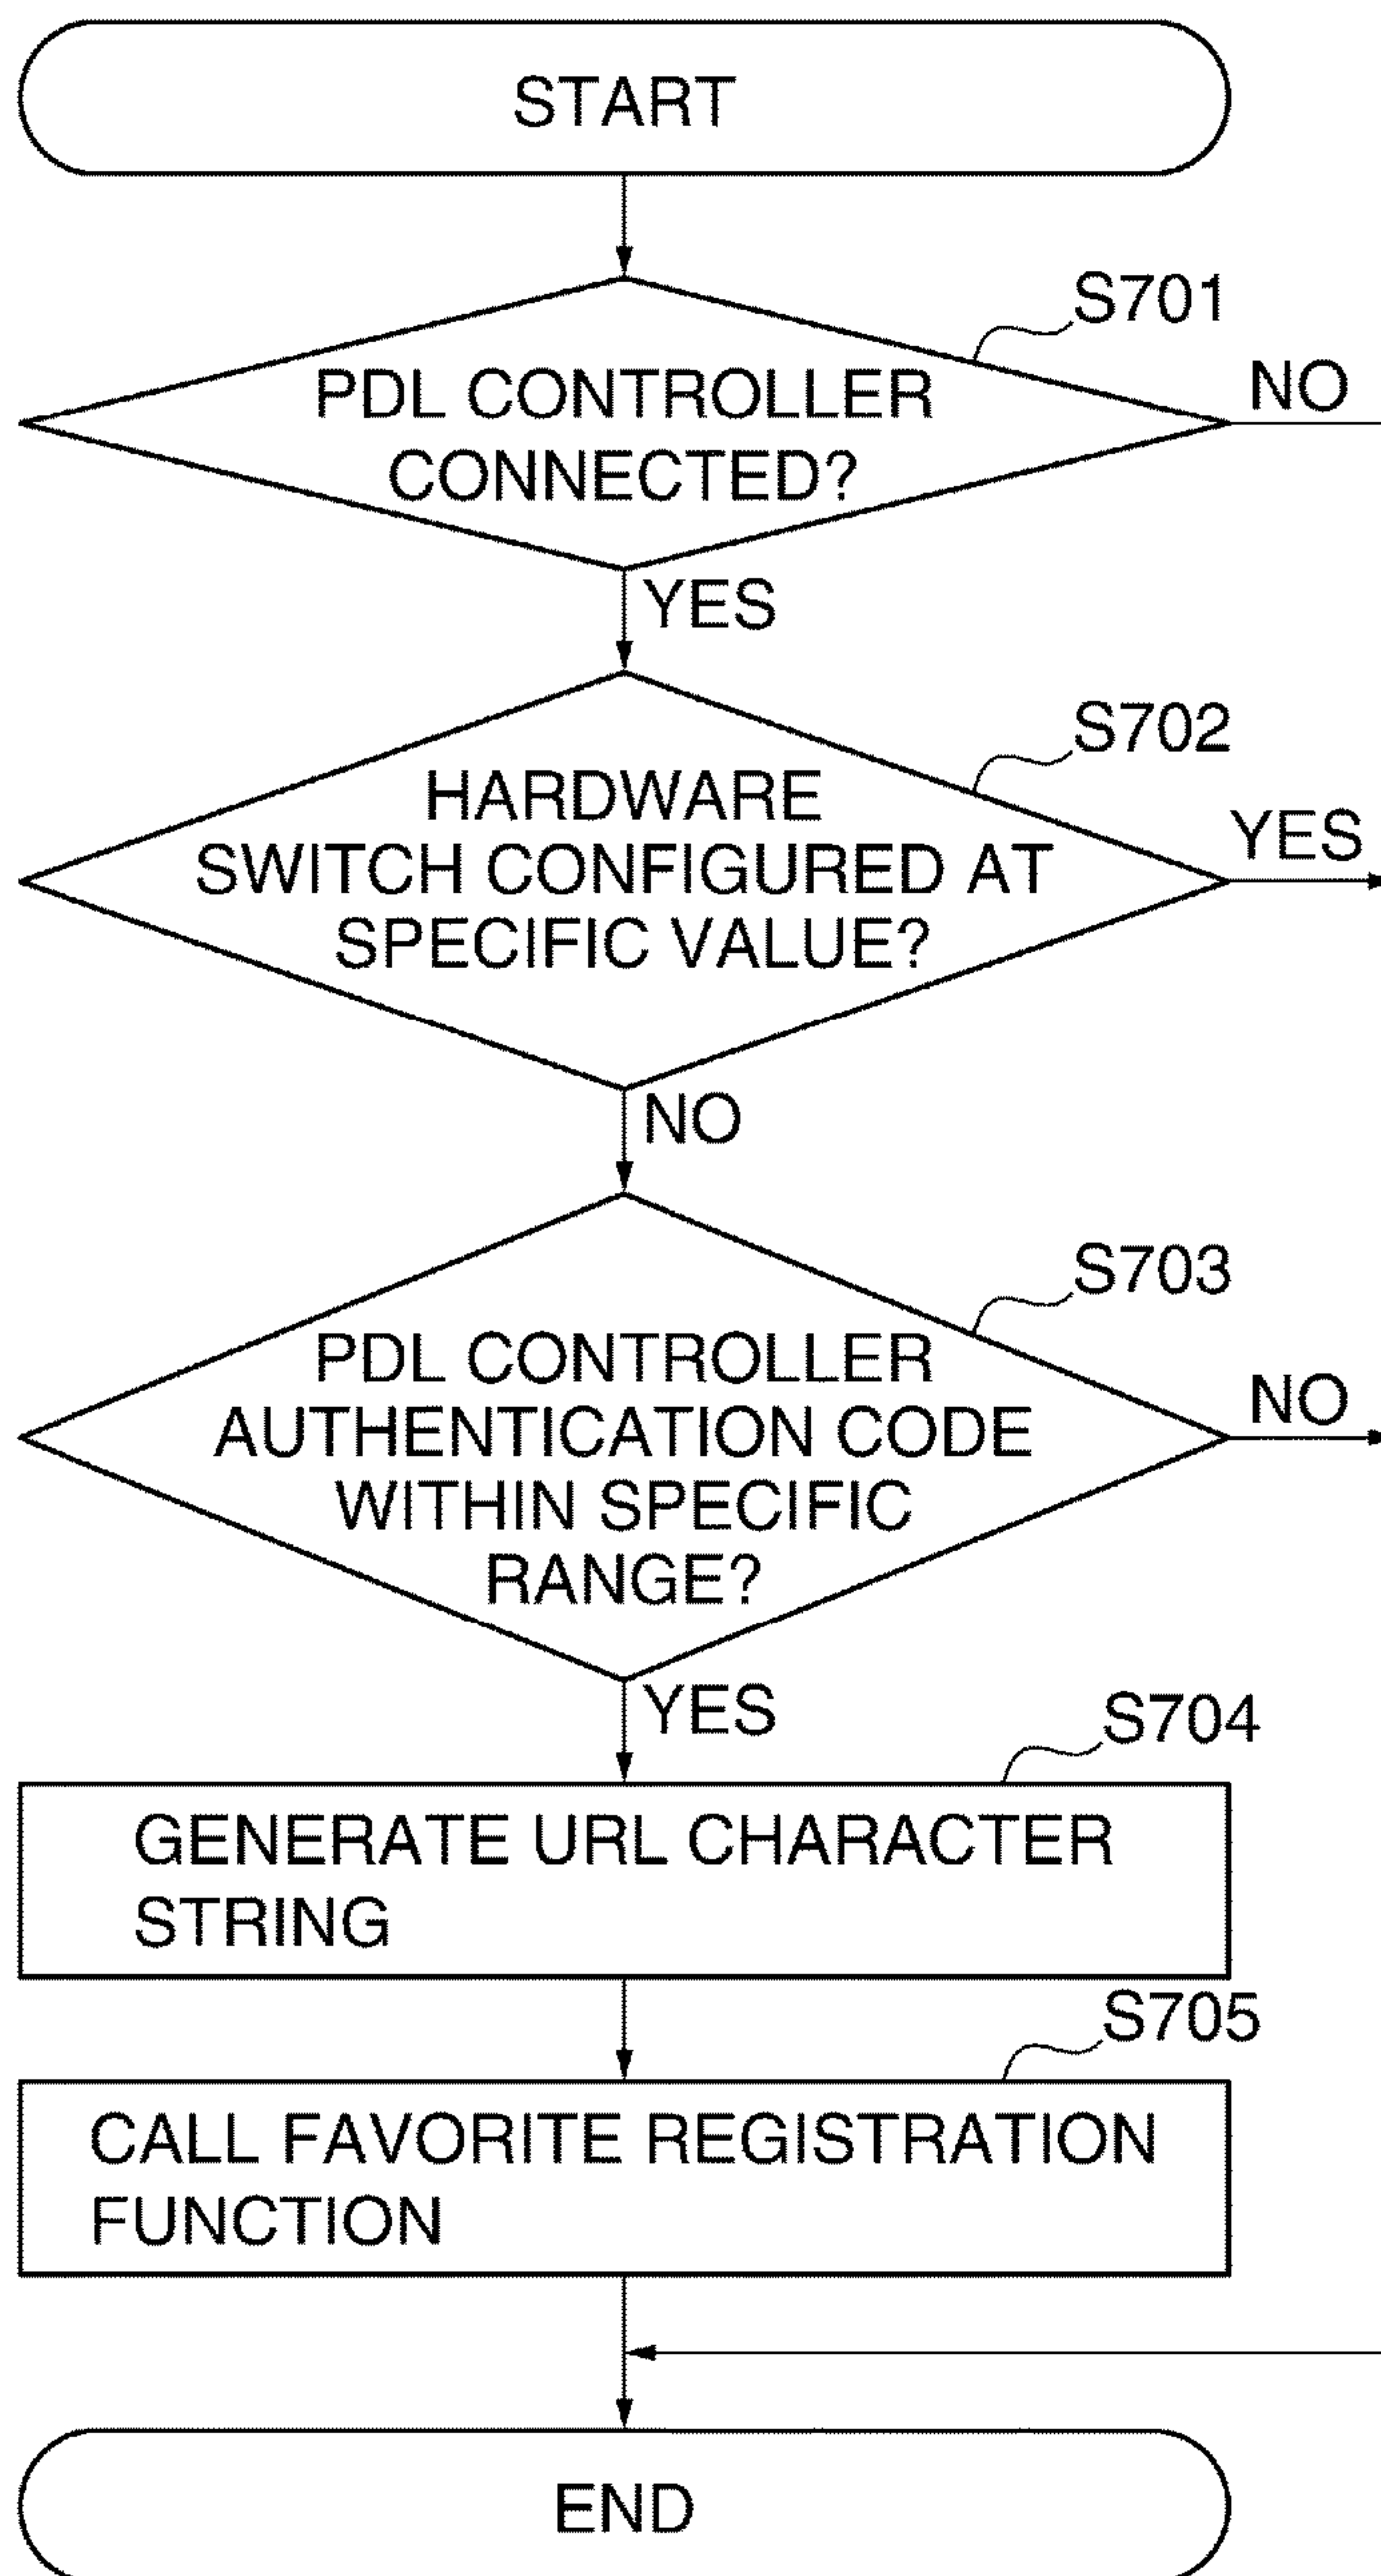 START
S701
PDL CONTROLLER
CONNECTED?
NO
YES
S702
HARDWARE
SWITCH CONFIGURED AT
SPECIFIC VALUE?
YES
NO
S703
PDL CONTROLLER
AUTHENTICATION CODE
WITHIN SPECIFIC
RANGE?
NO
YES
S704
GENERATE URL CHARACTER
STRING
S705
CALL FAVORITE REGISTRATION
FUNCTION
END